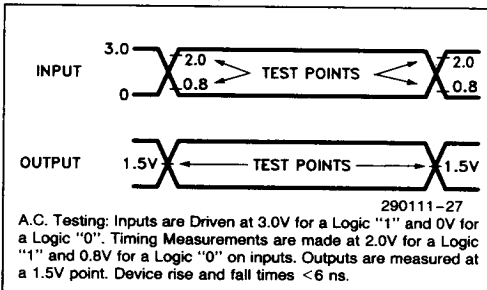 3.0
INPUT
0
2.0
0.8
TEST POINTS
2.0
0.8
OUTPUT
1.5V
TEST POINTS
1.5V
290111-27
A.C. Testing: Inputs are Driven at 3.0V for a Logic "1" and 0V for
a Logic "0". Timing Measurements are made at 2.0V for a Logic
"1" and 0.8V for a Logic "0" on inputs. Outputs are measured at
a 1.5V point. Device rise and fall times <6 ns.